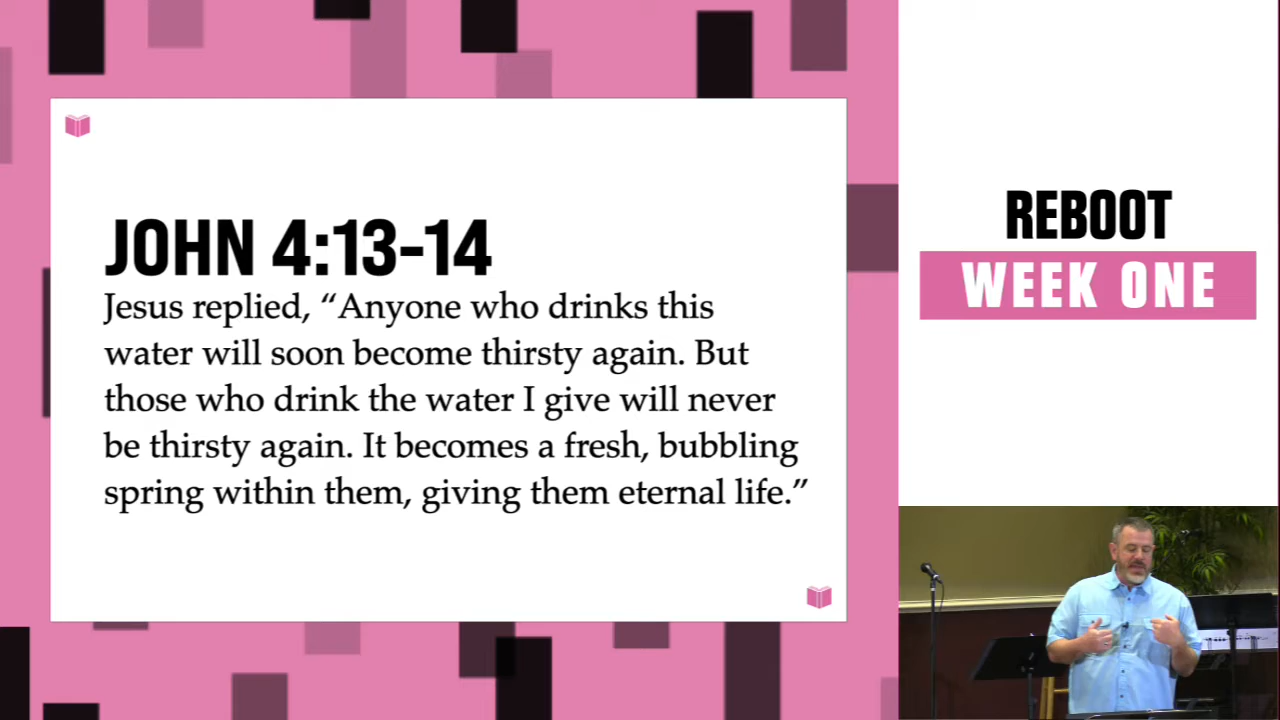 JOHN 4:13-14
Jesus replied, “Anyone who drinks this
water will soon become thirsty again. But
those who drink the water I give will never
be thirsty again. It becomes a fresh, bubbling
spring within them, giving them eternal life.”
REBOOT
WEEK ONE